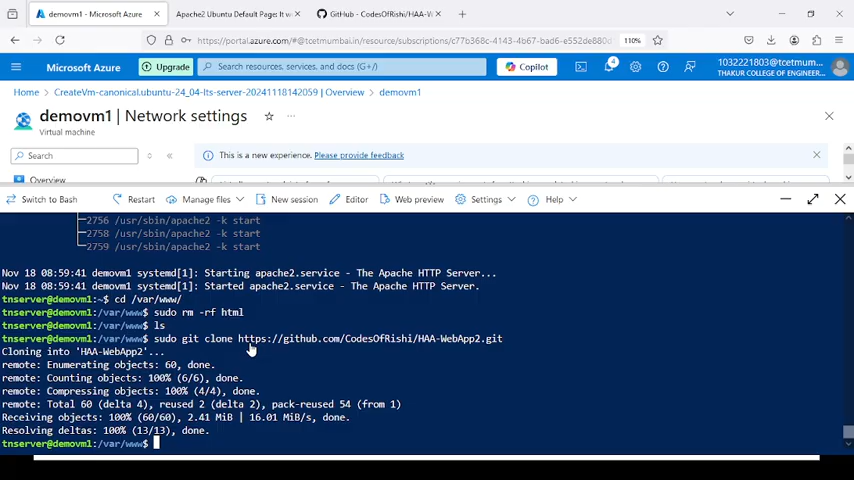 demovm1 - Microsoft Azure
Apache2 Ubuntu Default Page: It w
GitHub - CodesOfRishi/HAA-W
https://portal.azure.com/#@tcetmumbai.in/resource/subscriptions/c77b368c-4143-4b67-bad6-e552de880
110%
Microsoft Azure
Upgrade
Search resources, services, and docs (G+/)
Copilot
4
1032221803@tcetmum...
THAKUR COLLEGE OF ENGINEER...
Home > CreateVm-canonical.ubuntu-24_04-lts-server-20241118142059 | Overview > demovm1
demovm1 | Network settings
Virtual machine
Search
This is a new experience. Please provide feedback
Overview
Switch to Bash
Restart
Manage files
New session
Editor
Web preview
Settings
Help
2756 /usr/sbin/apache2 -k start
2758 /usr/sbin/apache2 -k start
2759 /usr/sbin/apache2 -k start
Nov 18 08:59:41 demovm1 systemd[1]: Starting apache2.service - The Apache HTTP Server...
Nov 18 08:59:41 demovm1 systemd[1]: Started apache2.service - The Apache HTTP Server.
tnserver@demovm1:~$ cd /var/www/
tnserver@demovm1:/var/www$ sudo rm -rf html
tnserver@demovm1:/var/www$ ls
tnserver@demovm1:/var/www$ sudo git clone https://github.com/CodesOfRishi/HAA-WebApp2.git
Cloning into 'HAA-WebApp2'...
remote: Enumerating objects: 60, done.
remote: Counting objects: 100% (6/6), done.
remote: Compressing objects: 100% (4/4), done.
remote: Total 60 (delta 4), reused 2 (delta 2), pack-reused 54 (from 1)
Receiving objects: 100% (60/60), 2.41 MiB | 16.01 MiB/s, done.
Resolving deltas: 100% (13/13), done.
tnserver@demovm1:/var/www$